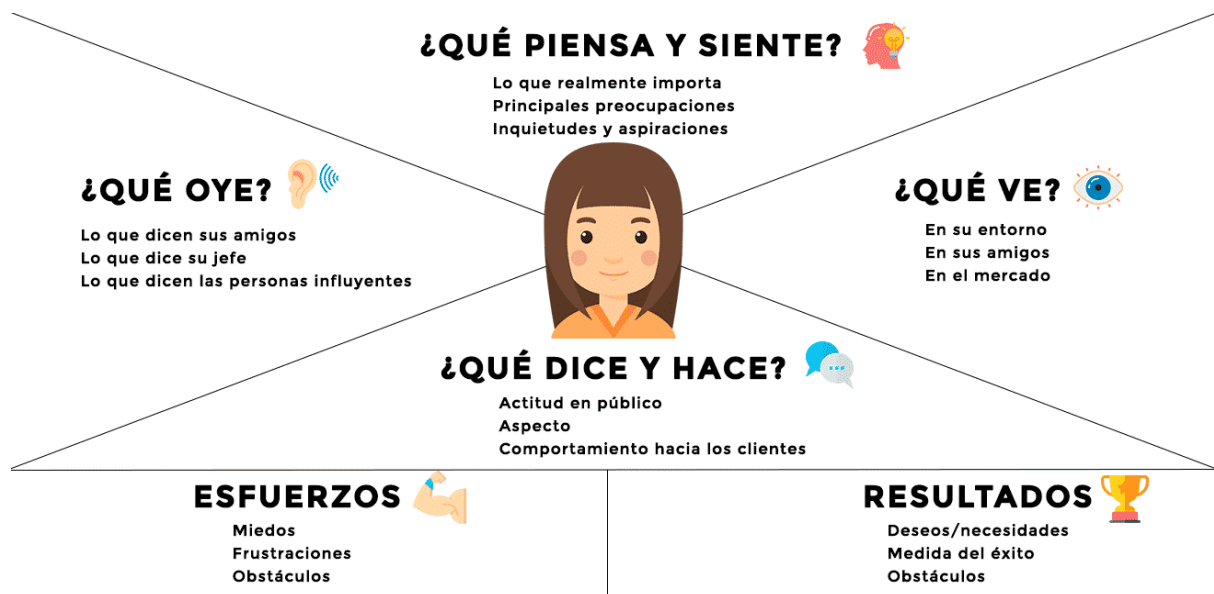 ¿QUÉ PIENSA Y SIENTE?
Lo que realmente importa
Principales preocupaciones
Inquietudes y aspiraciones
¿QUÉ OYE?
Lo que dicen sus amigos
Lo que dice su jefe
Lo que dicen las personas influyentes
¿QUÉ VE?
En su entorno
En sus amigos
En el mercado
¿QUÉ DICE Y HACE?
Actitud en público
Aspecto
Comportamiento hacia los clientes
ESFUERZOS
Miedos
Frustraciones
Obstáculos
RESULTADOS
Deseos/necesidades
Medida del éxito
Obstáculos